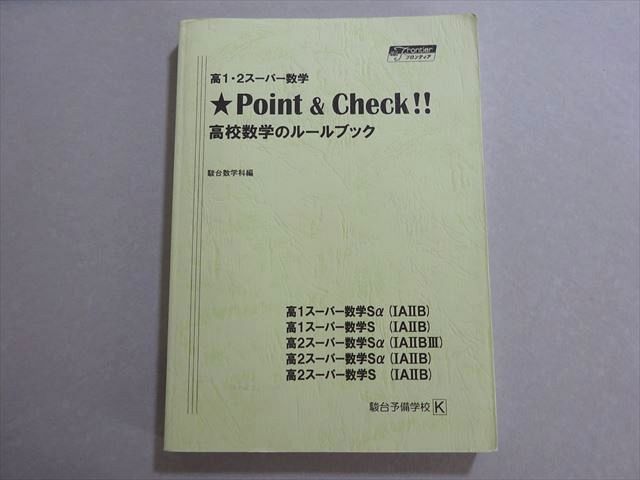 Frontier
フロンティア
高1・2スーパー数学
★Point & Check!!
高校数学のルールブック
駿台数学科編
高1スーパー数学Sα (ⅠAⅡB)
高1スーパー数学S (ⅠAⅡB)
高2スーパー数学Sα (ⅠAⅡBⅢ)
高2スーパー数学Sα (ⅠAⅡB)
高2スーパー数学S (ⅠAⅡB)
駿台予備学校 K